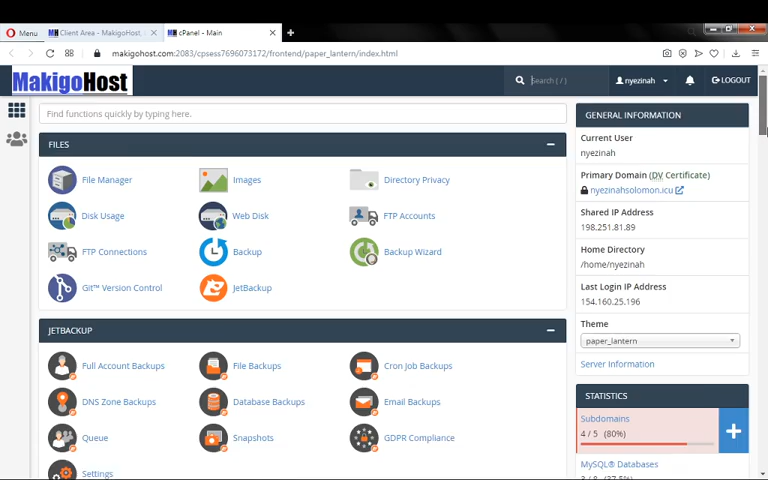 Menu
Client Area - MakigoHost,
cPanel - Main
makigohost.com:2083/cpsess7696073172/frontend/paper_lantern/index.html
MakigoHost
Search ( / )
nyezinah
LOGOUT
Find functions quickly by typing here.
FILES
File Manager
Images
Directory Privacy
Disk Usage
Web Disk
FTP Accounts
FTP Connections
Backup
Backup Wizard
Git™ Version Control
JetBackup
JETBACKUP
Full Account Backups
File Backups
Cron Job Backups
DNS Zone Backups
Database Backups
Email Backups
Queue
Snapshots
GDPR Compliance
Settings
GENERAL INFORMATION
Current User
nyezinah
Primary Domain (DV Certificate)
nyezinahsolomon.icu
Shared IP Address
198.251.81.89
Home Directory
/home/nyezinah
Last Login IP Address
154.160.25.196
Theme
paper_lantern
Server Information
STATISTICS
Subdomains
4 / 5 (80%)
MySQL® Databases